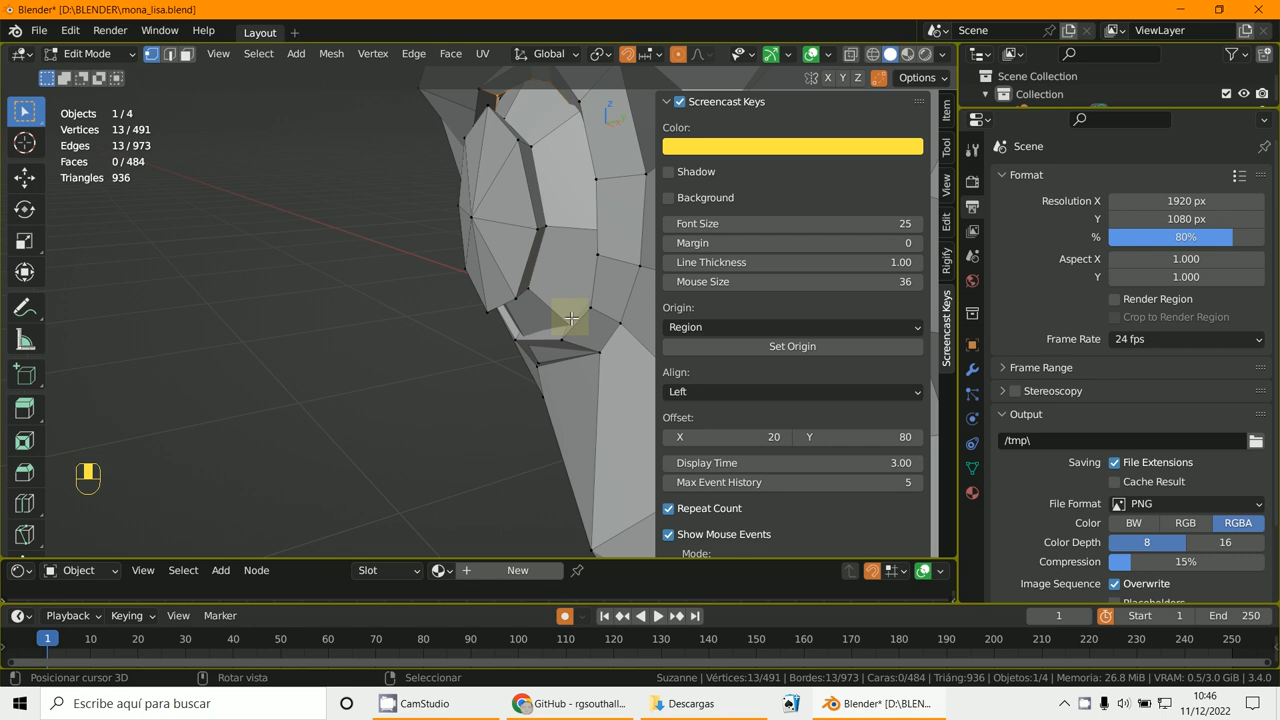 Blender* [D:\BLENDER\mona_lisa.blend]
File Edit Render Window Help Layout + Scene ViewLayer
Edit Mode View Select Add Mesh Vertex Edge Face UV Global
X Y Z Options
Objects 1 / 4
Vertices 13 / 491
Edges 13 / 973
Faces 0 / 484
Triangles 936
z
Screencast Keys
Color:
Shadow
Background
Font Size 25
Margin 0
Line Thickness 1.00
Mouse Size 36
Origin:
Region
Set Origin
Align:
Left
Offset:
X 20 Y 80
Display Time 3.00
Max Event History 5
Repeat Count
Show Mouse Events
Mode:
Item
Tool
View
Edit
Rigify
Screencast Keys
Scene Collection
Collection
Scene
Format
Resolution X 1920 px
Y 1080 px
% 80%
Aspect X 1.000
Y 1.000
Render Region
Crop to Render Region
Frame Rate 24 fps
Frame Range
Stereoscopy
Output
/tmp\
Saving File Extensions
Cache Result
File Format PNG
Color BW RGB RGBA
Color Depth 8 16
Compression 15%
Image Sequence Overwrite
Placeholders
Object View Select Add Node Slot + New
Playback Keying View Marker 1 Start 1 End 250
1 10 20 30 40 50 60 70 80 90 100 110 120 130 140 150 160 170 180 190 200 210 220 230 240 250
Posicionar cursor 3D Rotar vista Seleccionar Suzanne | Vértices:13/491 | Bordes:13/973 | Caras:0/484 | Triáng:936 | Objetos:1/4 | Memoria: 26.8 MiB | VRAM: 0.5/3.0 GiB | 3.4.0
Escribe aquí para buscar CamStudio GitHub - rgsouthall... Descargas Blender* [D:\BLEN... 10:46
11/12/2022